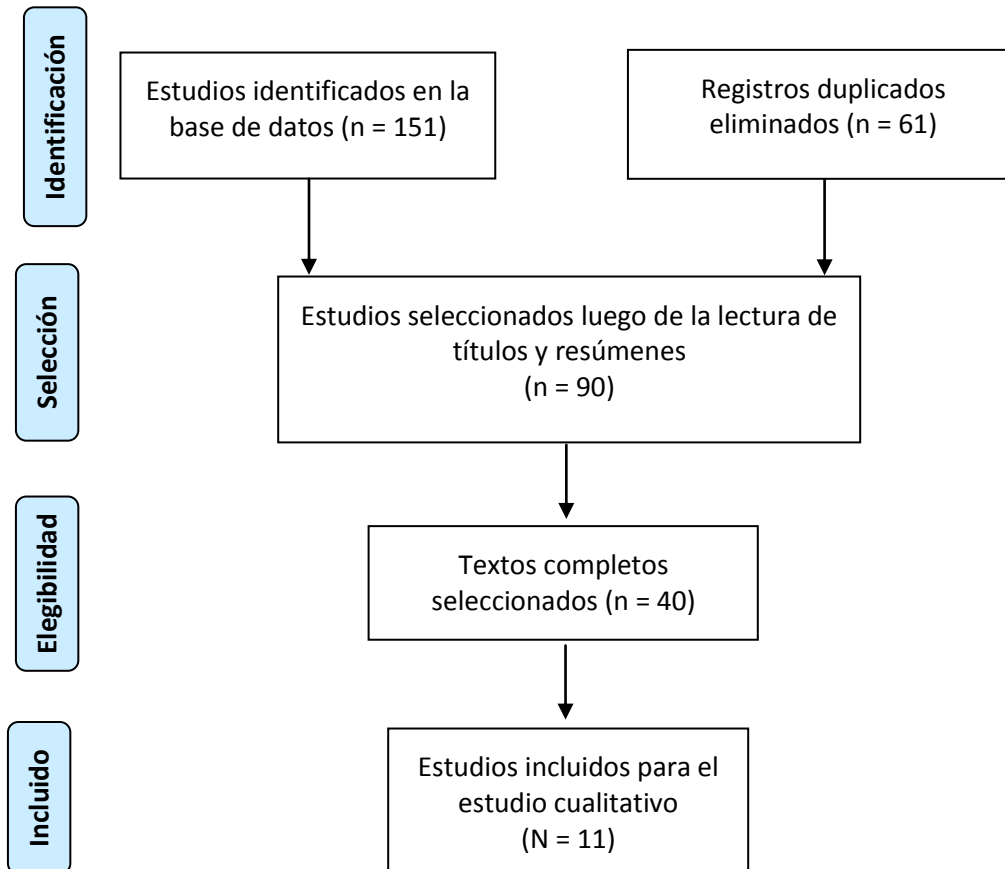 Identificación
Estudios identificados en la
base de datos (n = 151)
Registros duplicados
eliminados (n = 61)
Selección
Estudios seleccionados luego de la lectura de
títulos y resúmenes
(n = 90)
Elegibilidad
Textos completos
seleccionados (n = 40)
Incluido
Estudios incluidos para el
estudio cualitativo
(N = 11)